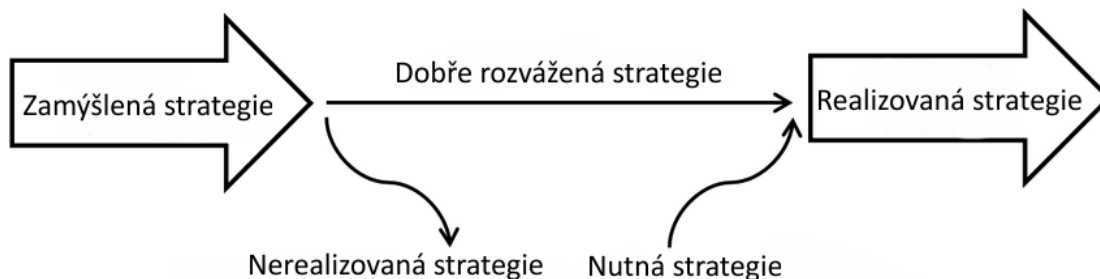 Dobře rozvážená strategie
Zamýšlená strategie
Realizovaná strategie
Nerealizovaná strategie
Nutná strategie